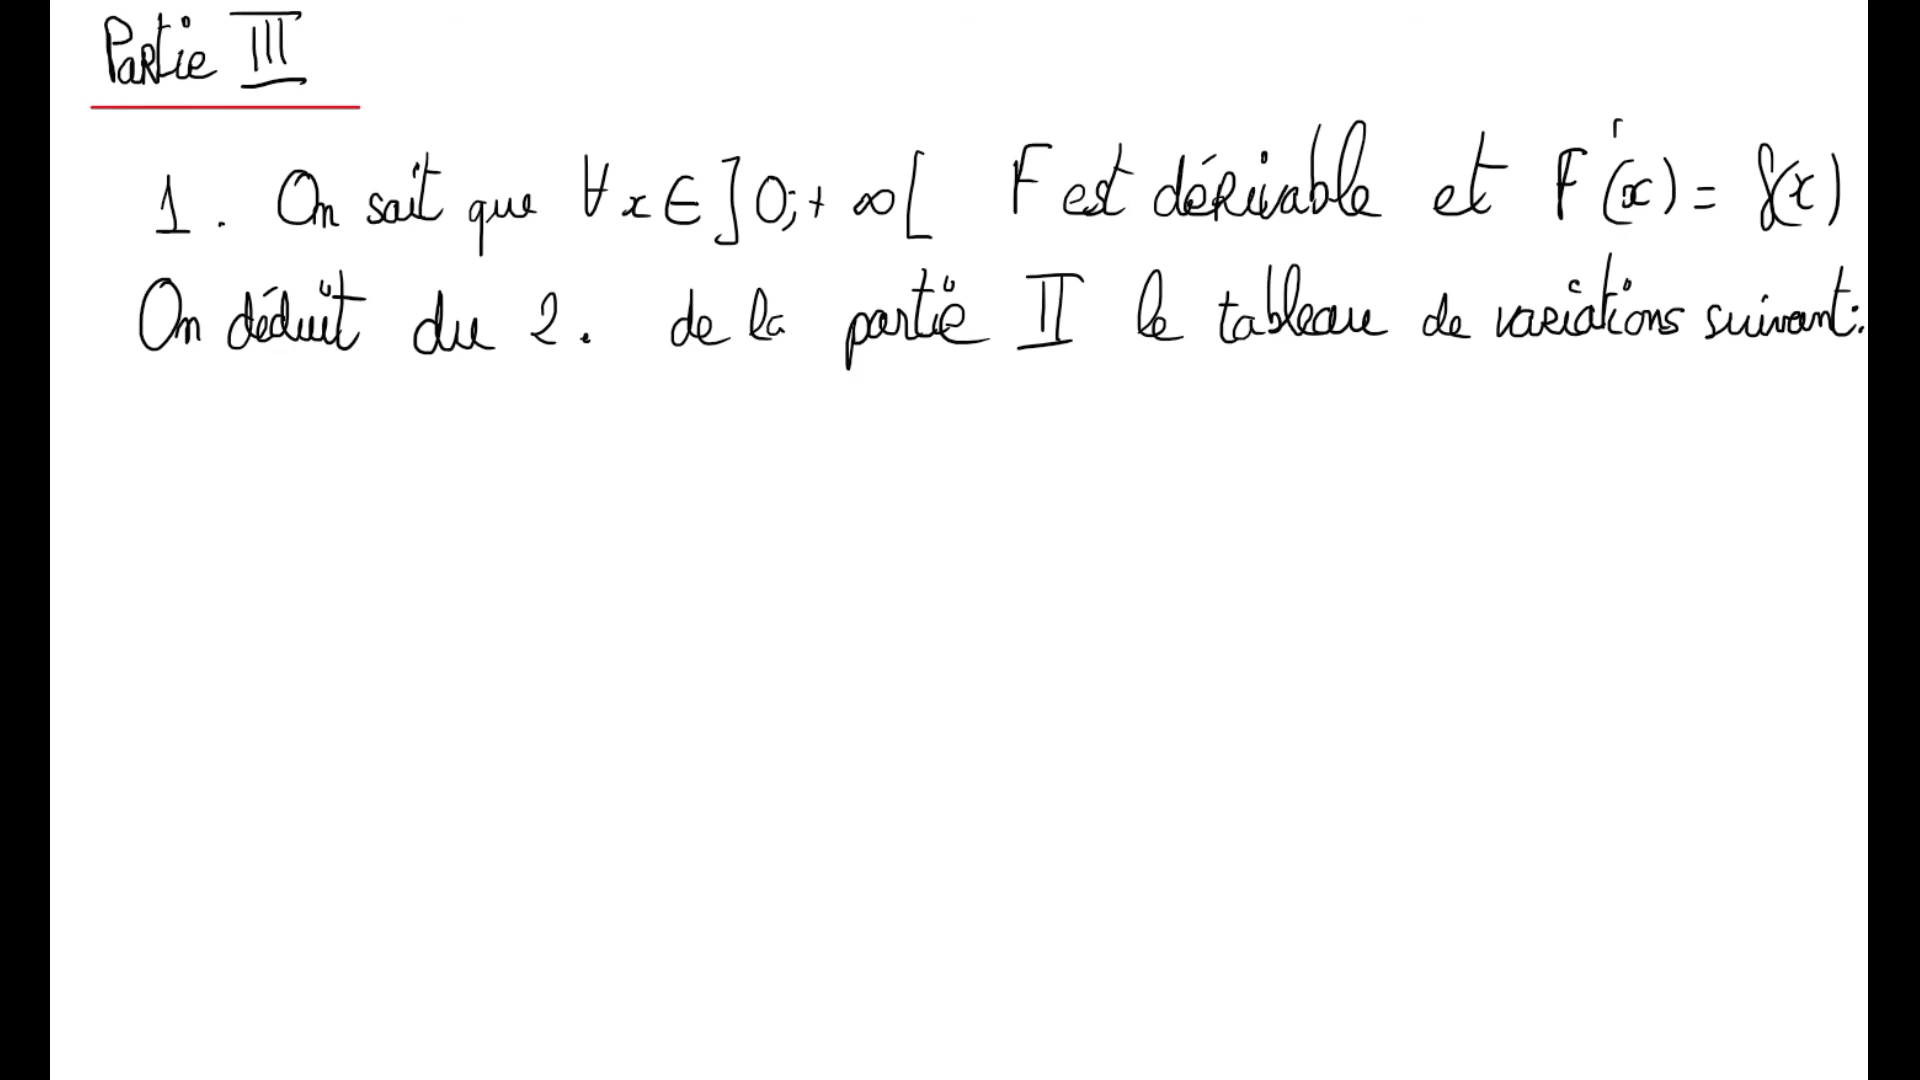 Partie III
1. On sait que ∀x∈]0;+∞[ F est dérivable et F'(x) = f(x)
On déduit du 2. de la partie II le tableau de variations suivant: